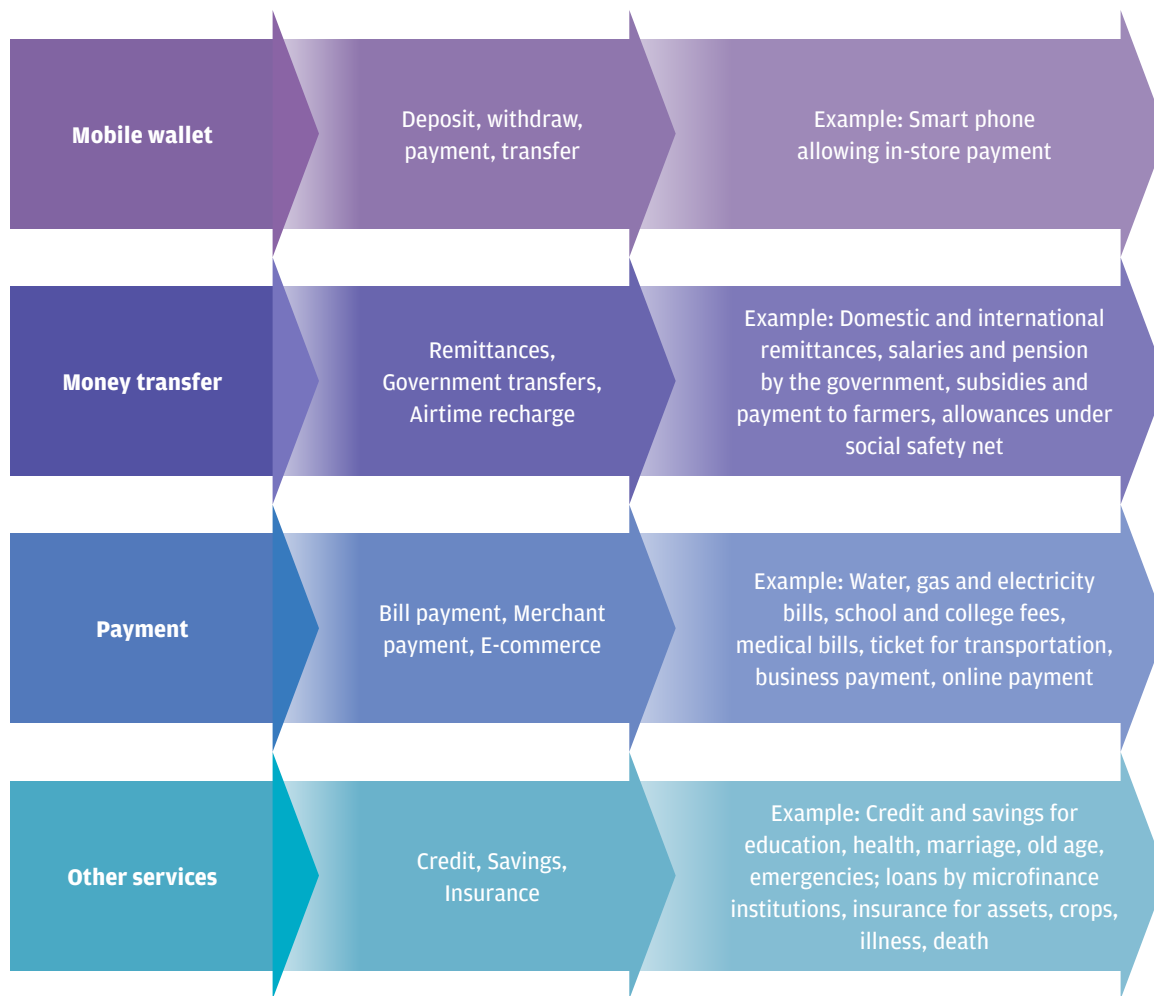 Mobile wallet
Deposit, withdraw,
payment, transfer
Example: Smart phone
allowing in-store payment
Money transfer
Remittances,
Government transfers,
Airtime recharge
Example: Domestic and international
remittances, salaries and pension
by the government, subsidies and
payment to farmers, allowances under
social safety net
Payment
Bill payment, Merchant
payment, E-commerce
Example: Water, gas and electricity
bills, school and college fees,
medical bills, ticket for transportation,
business payment, online payment
Other services
Credit, Savings,
Insurance
Example: Credit and savings for
education, health, marriage, old age,
emergencies; loans by microfinance
institutions, insurance for assets, crops,
illness, death